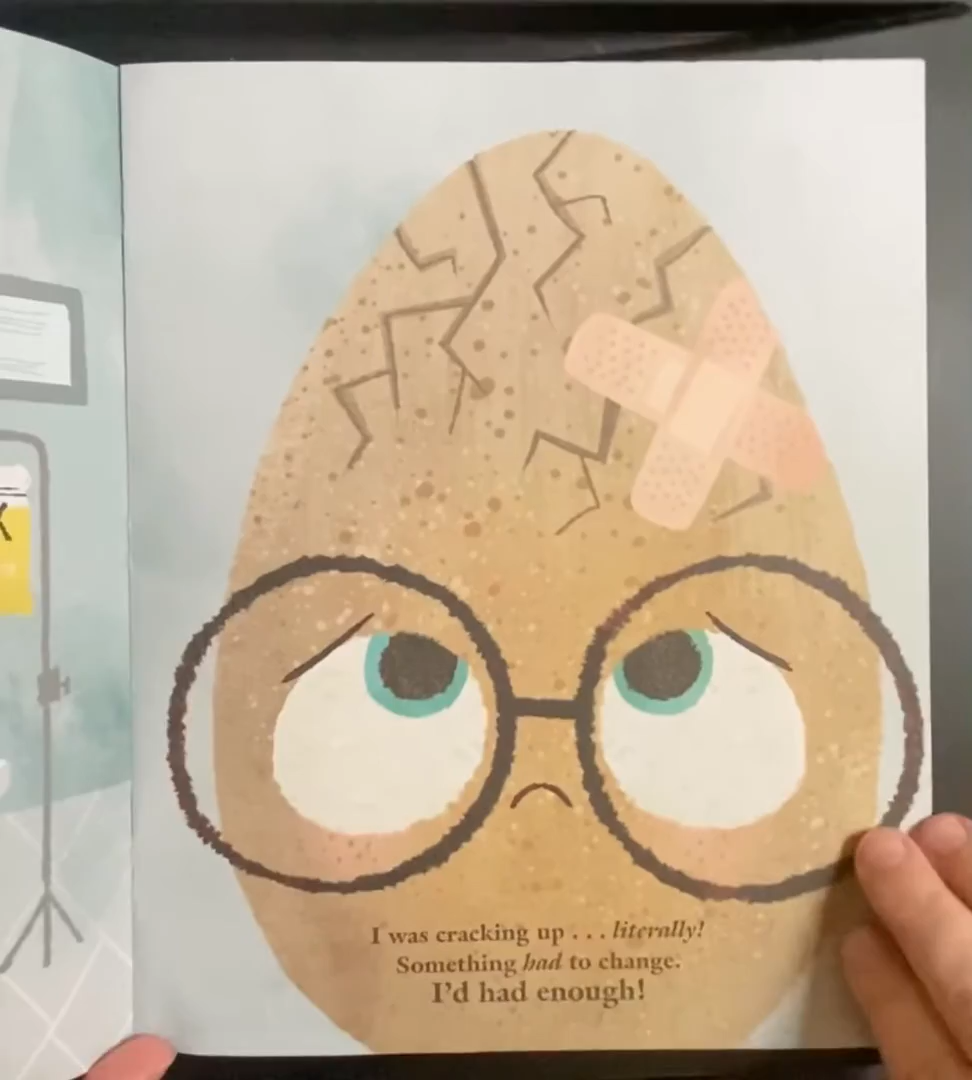 I was cracking up . . . literally!
Something had to change.
I'd had enough!